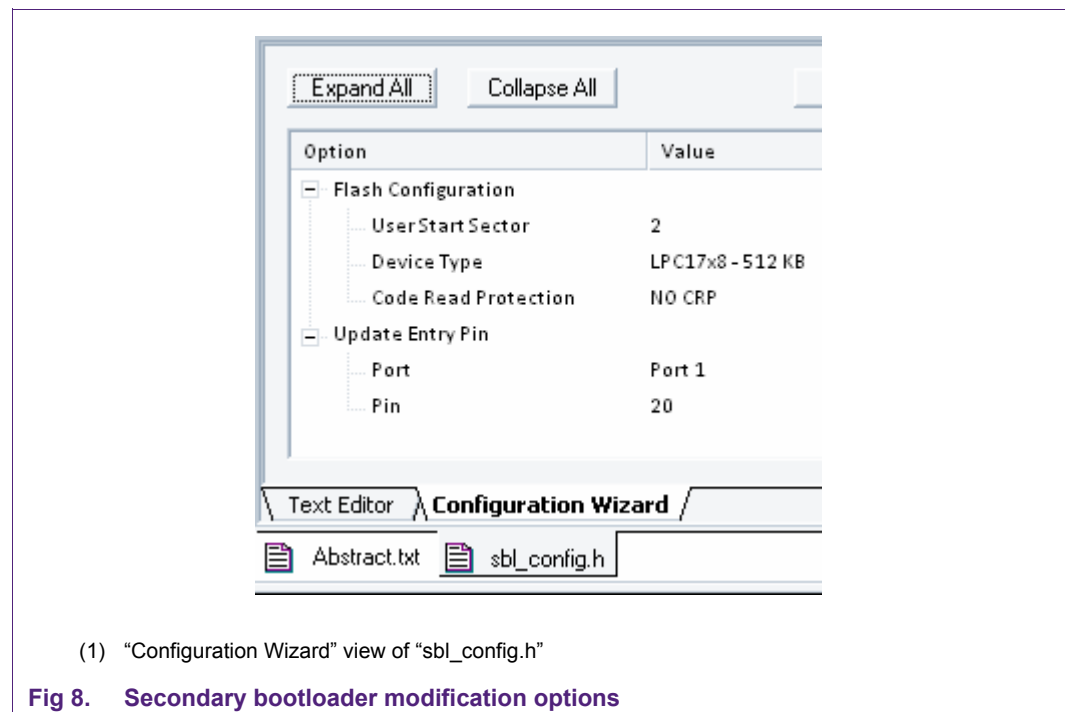 Expand All Collapse All
Option Value
Flash Configuration
User Start Sector 2
Device Type LPC17x8 - 512 KB
Code Read Protection NO CRP
Update Entry Pin
Port Port 1
Pin 20
Text Editor Configuration Wizard
Abstract.txt sbl_config.h
(1) “Configuration Wizard” view of “sbl_config.h”
Fig 8. Secondary bootloader modification options